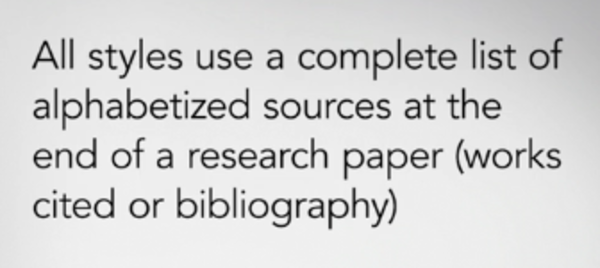 All styles use a complete list of
alphabetized sources at the
end of a research paper (works
cited or bibliography)